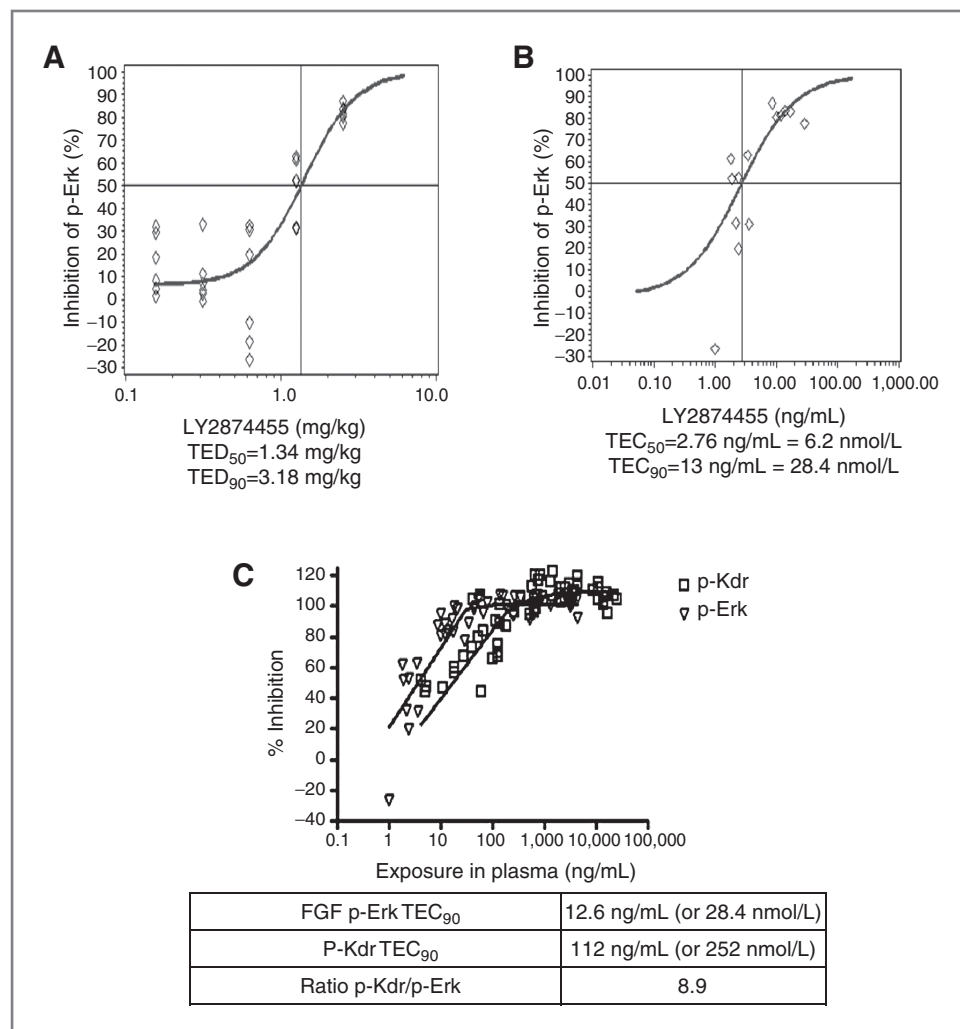 A
Inhibition of p-Erk (%)
100
90
80
70
60
50
40
30
20
10
0
–10
–20
–30
0.1 1.0 10.0
LY2874455 (mg/kg)
TED50=1.34 mg/kg
TED90=3.18 mg/kg
B
Inhibition of p-Erk (%)
100
90
80
70
60
50
40
30
20
10
0
–10
–20
–30
0.01 0.10 1.00 10.00 100.00 1,000.00
LY2874455 (ng/mL)
TEC50=2.76 ng/mL = 6.2 nmol/L
TEC90=13 ng/mL = 28.4 nmol/L
C
% Inhibition
120
100
80
60
40
20
0
–20
–40
0.1 1 10 100 1,000 10,000 100,000
Exposure in plasma (ng/mL)
p-Kdr
p-Erk
FGF p-Erk TEC90 12.6 ng/mL (or 28.4 nmol/L)
P-Kdr TEC90 112 ng/mL (or 252 nmol/L)
Ratio p-Kdr/p-Erk 8.9